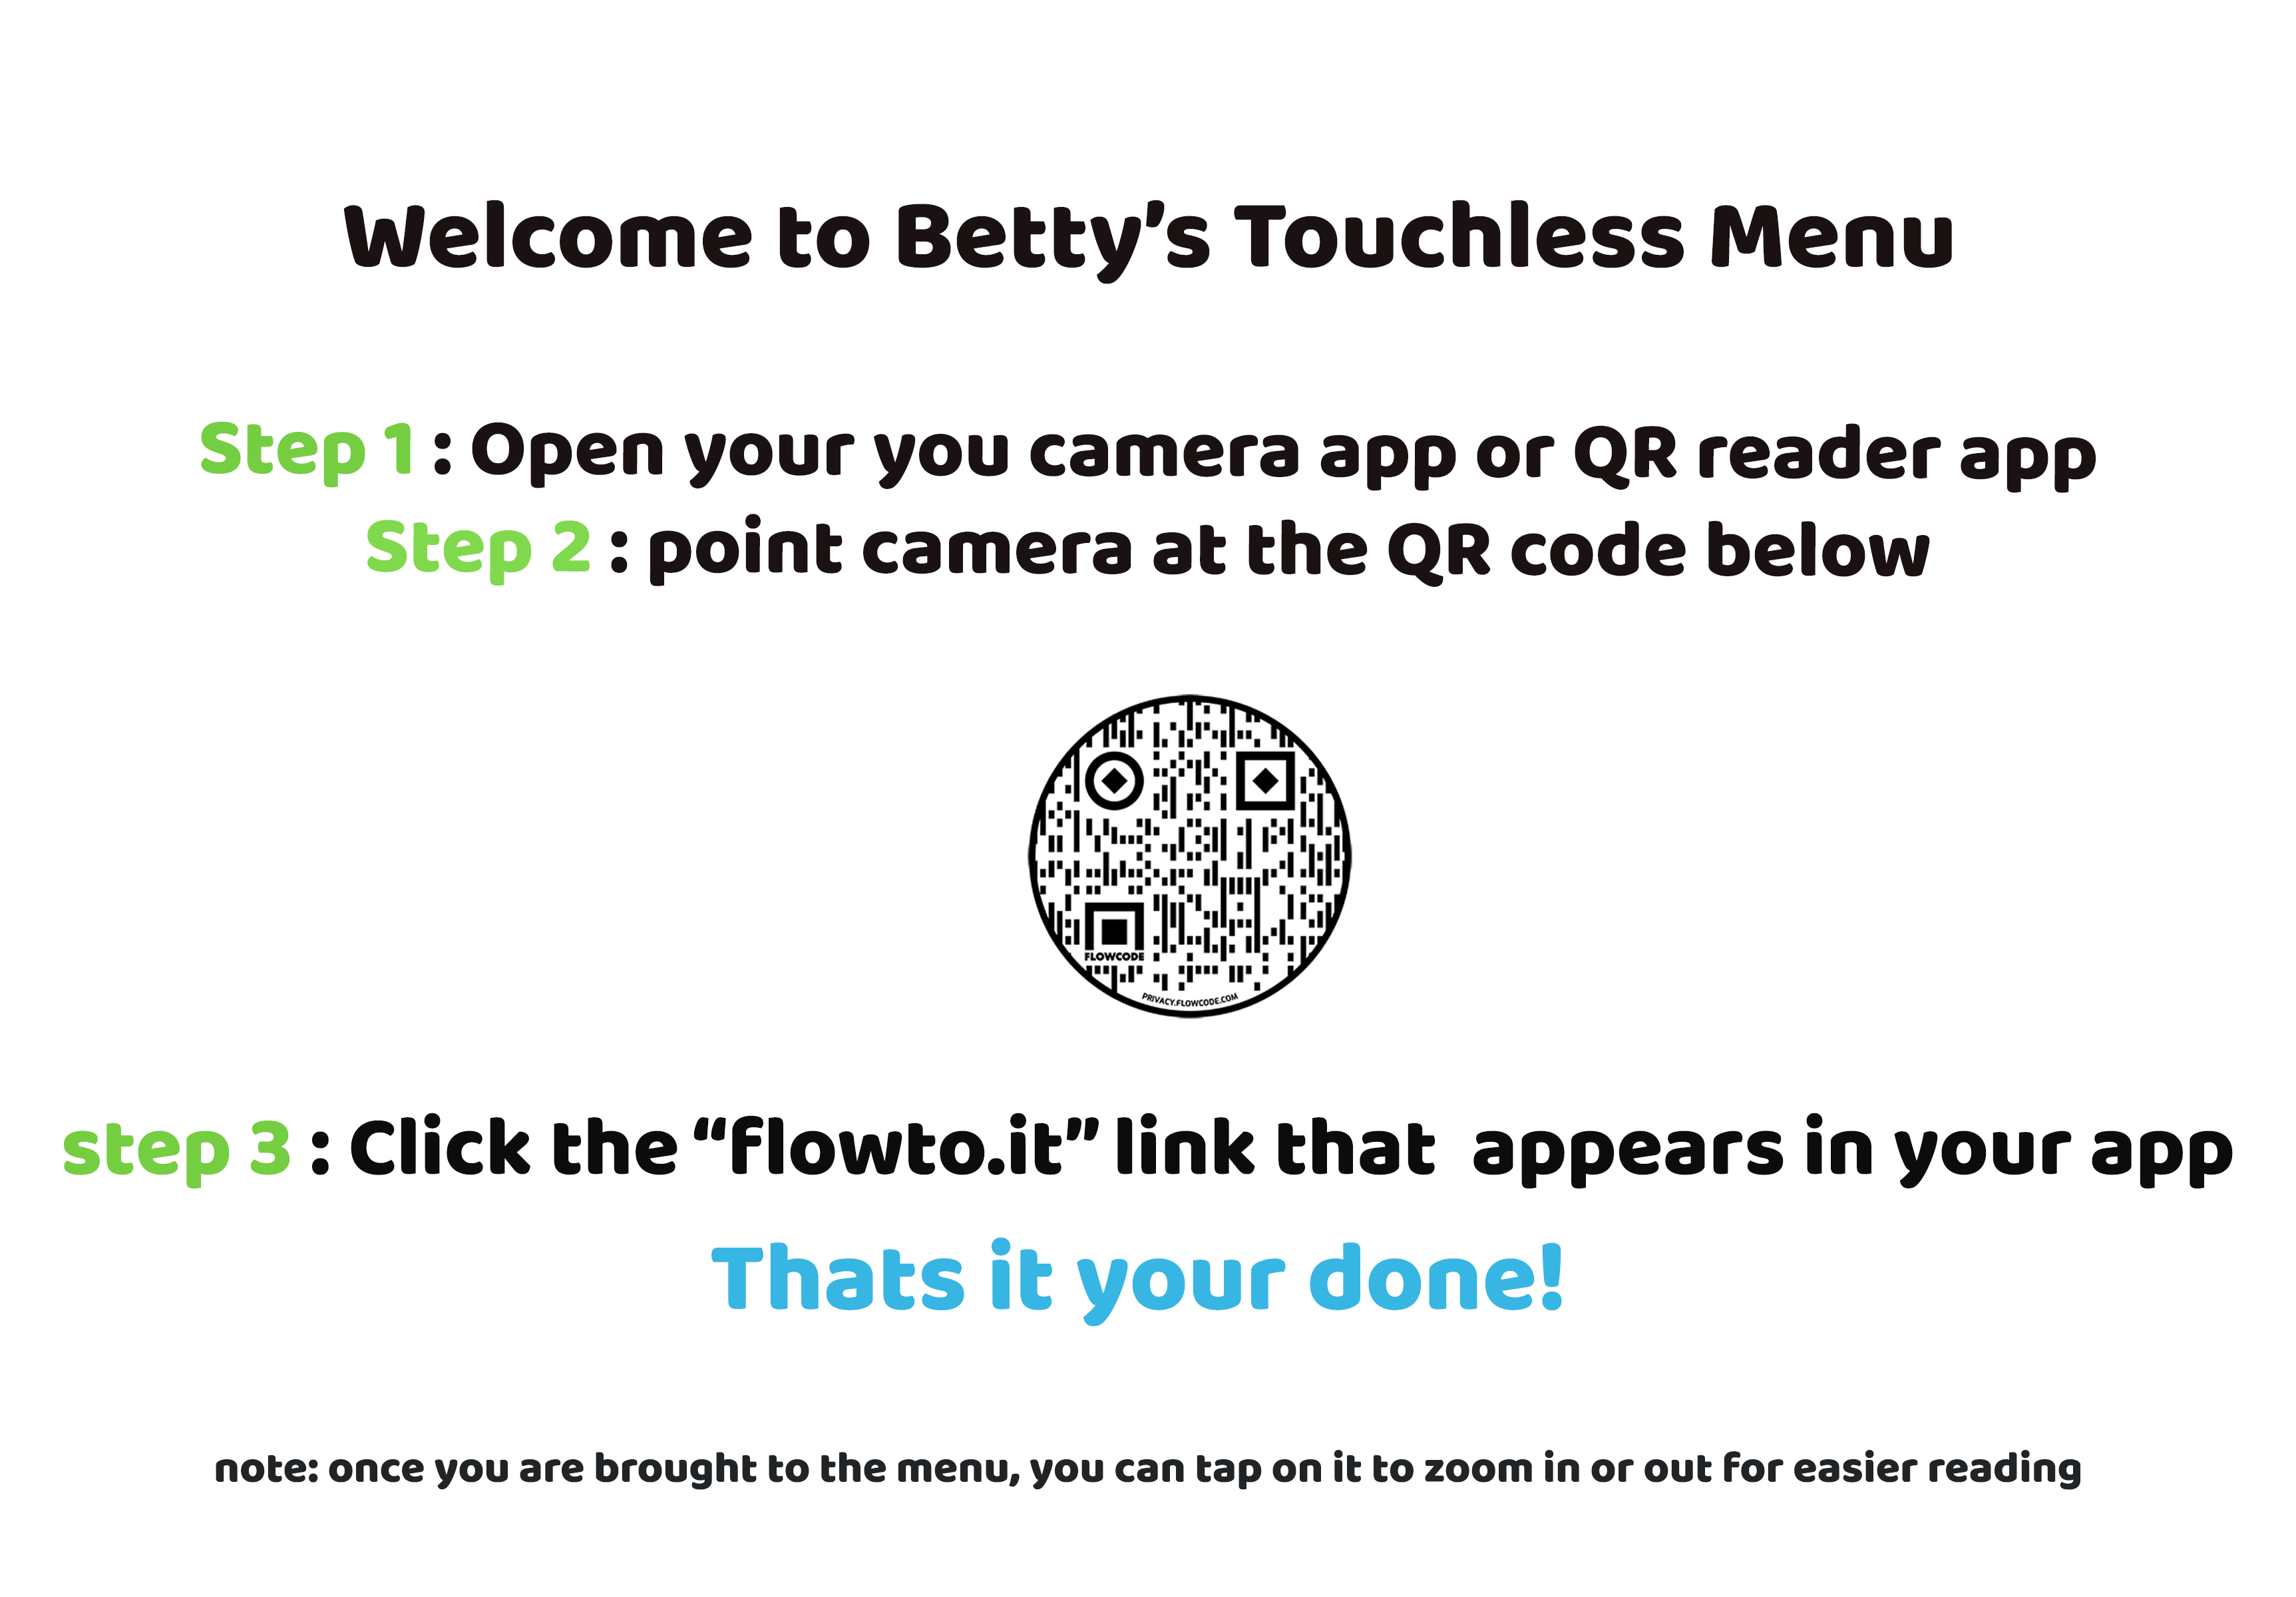 Welcome to Betty’s Touchless Menu
Step 1 : Open your you camera app or QR reader app
Step 2 : point camera at the QR code below
FLOWCODE
PRIVACY.FLOWCODE.COM
step 3 : Click the “flowto.it” link that appears in your app
Thats it your done!
note: once you are brought to the menu, you can tap on it to zoom in or out for easier reading